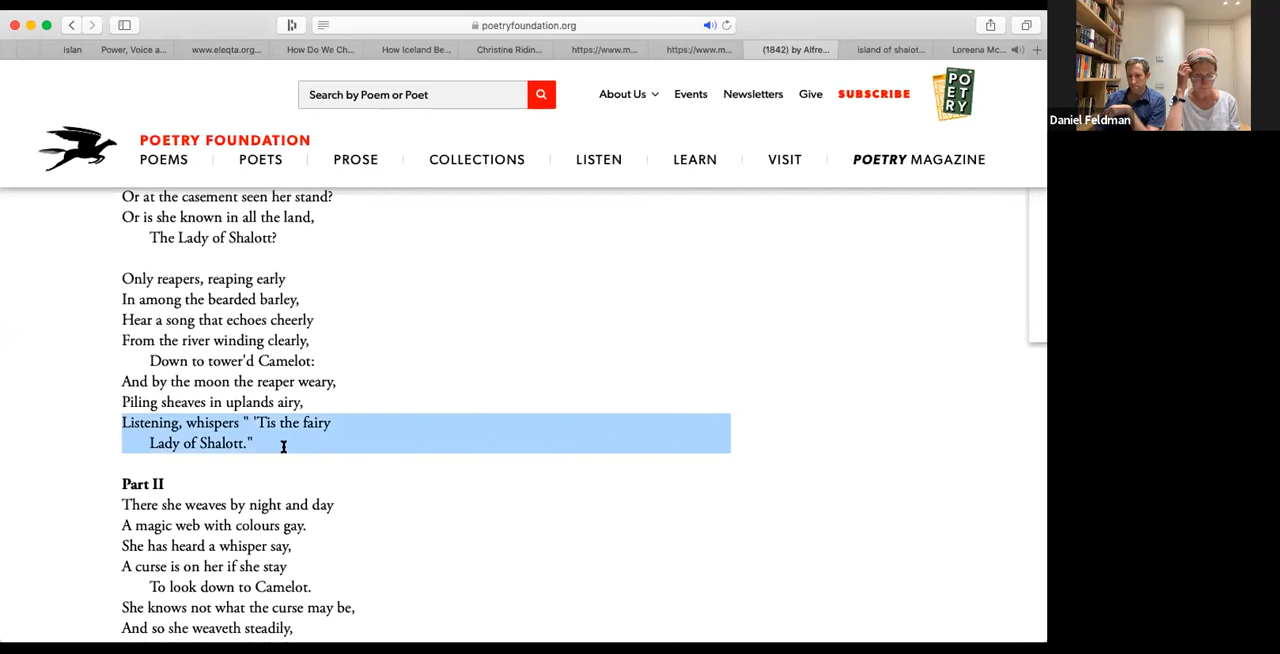 poetryfoundation.org
Islan
Power, Voice a...
www.eleqta.org...
How Do We Ch...
How Iceland Be...
Christine Ridin...
https://www.m...
https://www.m...
(1842) by Alfre...
island of shalot...
Loreena Mc...
Search by Poem or Poet
About Us
Events
Newsletters
Give
SUBSCRIBE
PO
E
TRY
POETRY FOUNDATION
POEMS
POETS
PROSE
COLLECTIONS
LISTEN
LEARN
VISIT
POETRY MAGAZINE
Daniel Feldman
Or at the casement seen her stand?
Or is she known in all the land,
The Lady of Shalott?
Only reapers, reaping early
In among the bearded barley,
Hear a song that echoes cheerly
From the river winding clearly,
Down to tower'd Camelot:
And by the moon the reaper weary,
Piling sheaves in uplands airy,
Listening, whispers " 'Tis the fairy
Lady of Shalott."
Part II
There she weaves by night and day
A magic web with colours gay.
She has heard a whisper say,
A curse is on her if she stay
To look down to Camelot.
She knows not what the curse may be,
And so she weaveth steadily,